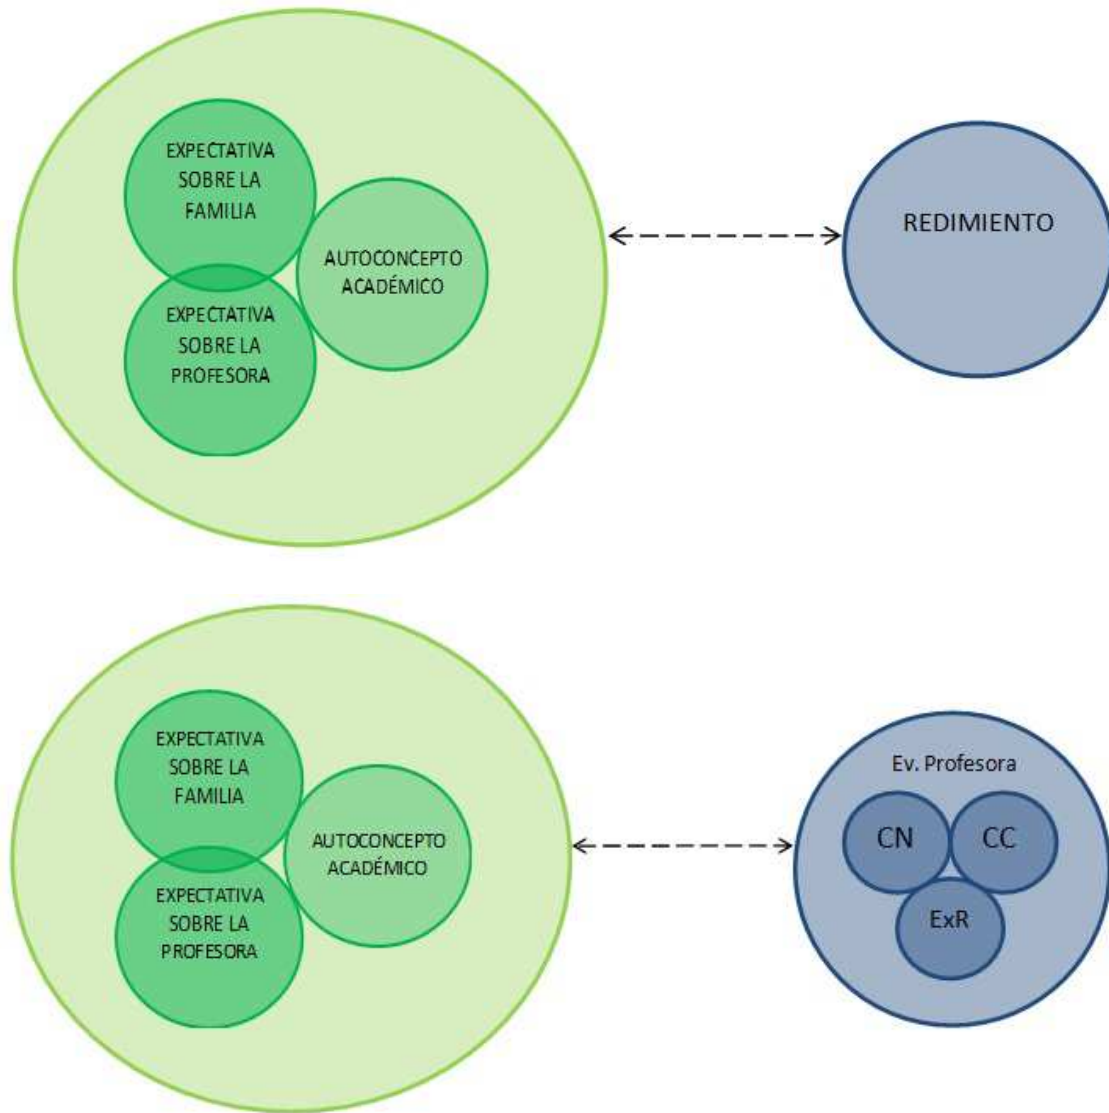 EXPECTATIVA
SOBRE LA
FAMILIA
AUTOCONCEPTO
ACADÉMICO
EXPECTATIVA
SOBRE LA
PROFESORA
REDIMIENTO
EXPECTATIVA
SOBRE LA
FAMILIA
AUTOCONCEPTO
ACADÉMICO
EXPECTATIVA
SOBRE LA
PROFESORA
Ev. Profesora
CN
CC
ExR